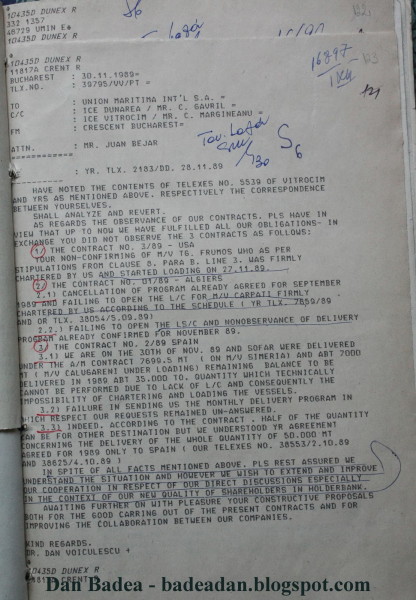 1D435D DUNEX R
332 1357
48729 UMIN E*
1D435D DUNEX R
1D435D DUNEX R
11817A CRENT R
BUCHAREST : 30.11.1989=
TLX.NO. : 39795/VV/PT =
16897
TO : UNION MARITIMA INT'L S.A. =
C/C : ICE DUNAREA / MR. C. GAVRIL =
: ICE VITROCIM / MR. C. MARGINEANU =
FM : CRESCENT BUCHAREST=
ATTN. : MR. JUAN BEJAR
: YR. TLX. 2183/DD. 28.11.89
HAVE NOTED THE CONTENTS OF TELEXES NO. 5539 OF VITROCIM
AND YRS AS MENTIONED ABOVE. RESPECTIVELY THE CORRESPONDENCE
BETWEEN YOURSELVES.
SHALL ANALYZE AND REVERT.
AS REGARDS THE OBSERVANCE OF OUR CONTRACTS. PLS HAVE IN
VIEW THAT UP TO NOW WE HAVE FULFILLED ALL OUR OBLIGATIONS- IN
EXCHANGE YOU DID NOT OBSERVE THE 3 CONTRACTS AS FOLLOWS:
1) THE CONTRACT NO. 3/89 - USA
YOUR NON-CONFIRMING OF M/V TG. FRUMOS WHO AS PER
STIPULATIONS FROM CLAUSE 8. PARA B. LINE 3. WAS FIRMLY
CHARTERED BY US AND STARTED LOADING ON 27.11.89.
2) THE CONTRACT NO. 01/89 - ALGIERS
2.1) CANCELLATION OF PROGRAM ALREADY AGREED FOR SEPTEMBER
1989 AND FAILING TO OPEN THE L/C FOR M/V CARPATI FIRMLY
CHARTERED BY US ACCORDING TO THE SCHEDULE ( YR TLX. 7809/89
AND OR TLX. 38054/5.09.89)
2.2.) FAILING TO OPEN THE LS/C AND NONOBSERVANCE OF DELIVERY
PROGRAM ALREADY CONFIRMED FOR NOVEMBER 89.
3) THE CONTRACT NO. 2/89 SPAIN
3.1) WE ARE ON THE 30TH OF NOV. 89 AND SOFAR WERE DELIVERED
UNDER THE A/M CONTRACT 7699.5 MT ( ON M/V SIMERIA) AND ABT 7000
MT ( M/V CALUGARENI UNDER LOADING) REMAINING BALANCE TO BE
DELIVERED IN 1989 ABT 35.000 TO. QUANTITY WHICH TECHNICALLY
CANNOT BE PERFORMED DUE TO LACK OF L/C AND CONSEQUENTLY THE
IMPOSSIBILITY OF CHARTERING AND LOADING THE VESSELS.
3.2) FAILURE IN SENDING US THE MONTHLY DELIVERY PROGRAM IN
WHICH RESPECT OUR REQUESTS REMAINED UN-ANSWERED.
3.3) INDEED. ACCORDING TO THE CONTRACT . HALF OF THE QUANTITY
CAN BE FOR OTHER DESTINATION BUT WE UNDERSTOOD YR AGREEMENT
CONCERNING THE DELIVERY OF THE WHOLE QUANTITY OF 50.000 MT
AGREED FOR 1989 ONLY TO SPAIN ( OUR TELEXES NO. 38553/2.10.89
AND 38625/4.10.89 )
IN SPITE OF ALL FACTS MENTIONED ABOVE. PLS REST ASSURED WE
UNDERSTAND THE SITUATION AND HOWEVER WE WISH TO EXTEND AND IMPROVE
OUR COOPERATION IN RESPECT OF OUR DIRECT DISCUSSIONS ESPECIALLY
IN THE CONTEXT OF OUR NEW QUALITY OF SHAREHOLDERS IN HOLDERBANK.
AWAITING FURTHER ON WITH PLEASURE YOUR CONSTRUCTIVE PROPOSALS
BOTH FOR THE GOOD CARRING OUT OF THE PRESENT CONTRACTS AND FOR
IMPROVING THE COLLABORATION BETWEEN OUR COMPANIES.
KIND REGARDS.
DR. DAN VOICULESCU +
1D435D DUNEX R
11817A CRENT R
Dan Badea - badeadan.blogspot.com